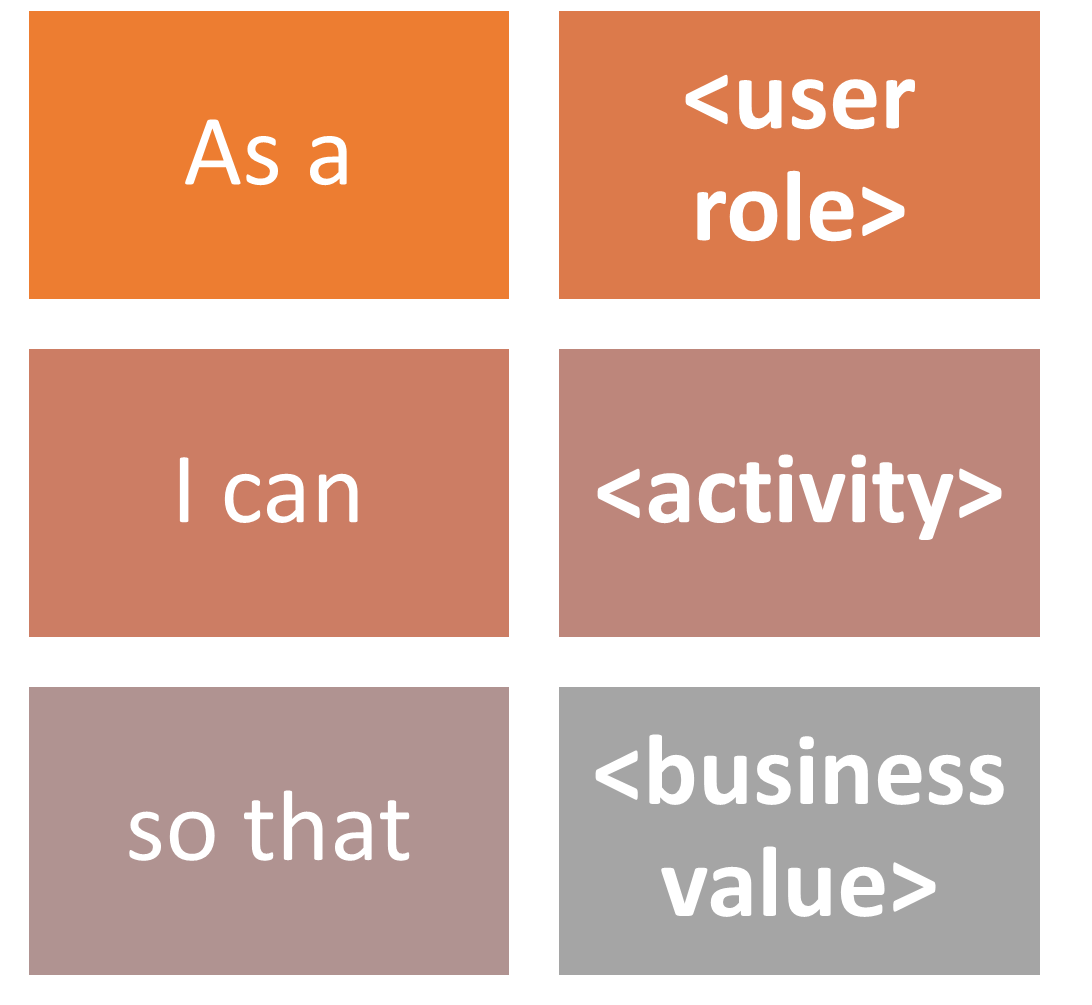 As a
<user
role>
I can
<activity>
so that
<business
value>